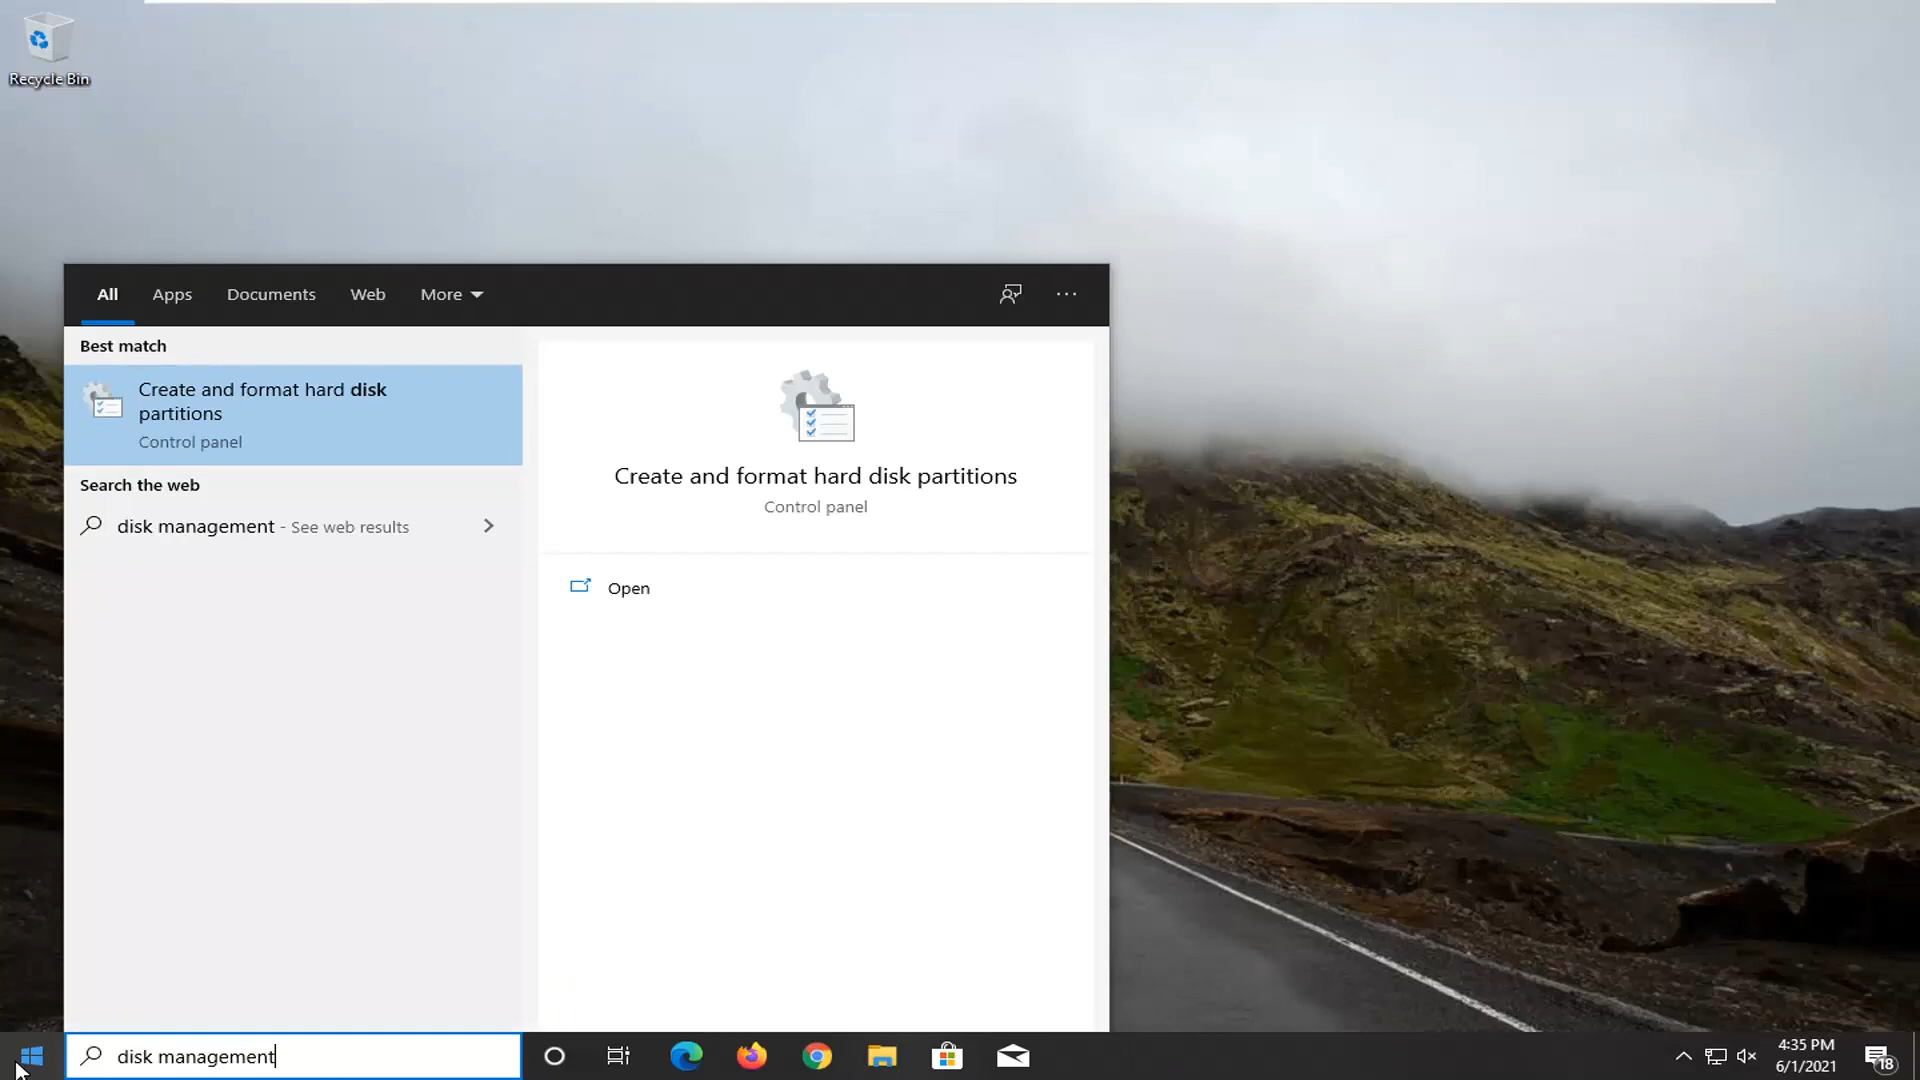 Recycle Bin
All Apps Documents Web More
Best match
Create and format hard disk
partitions
Control panel
Search the web
disk management - See web results
Create and format hard disk partitions
Control panel
Open
disk management
4:35 PM
6/1/2021
18